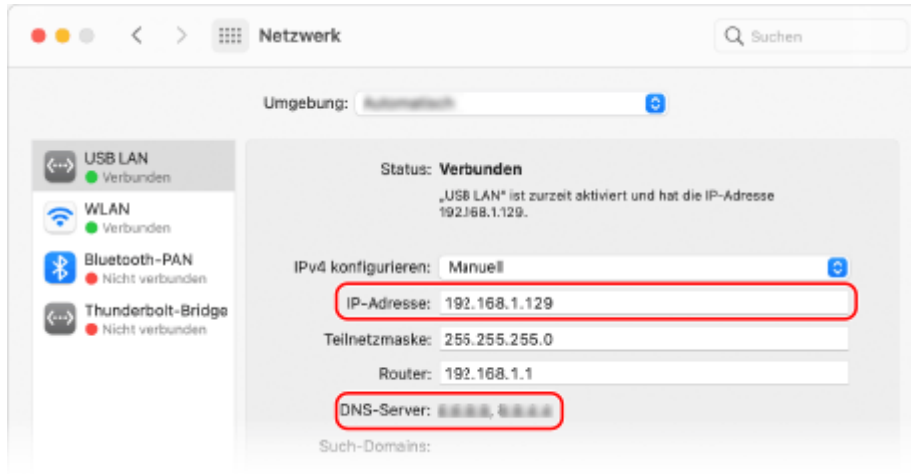 Netzwerk
Suchen
Umgebung:
USB LAN
Verbunden
WLAN
Verbunden
Bluetooth-PAN
Nicht verbunden
Thunderbolt-Bridge
Nicht verbunden
Status: Verbunden
„USB LAN" ist zurzeit aktiviert und hat die IP-Adresse
192.168.1.129.
IPv4 konfigurieren: Manuell
IP-Adresse: 192.168.1.129
Teilnetzmaske: 255.255.255.0
Router: 192.168.1.1
DNS-Server:
Such-Domains: